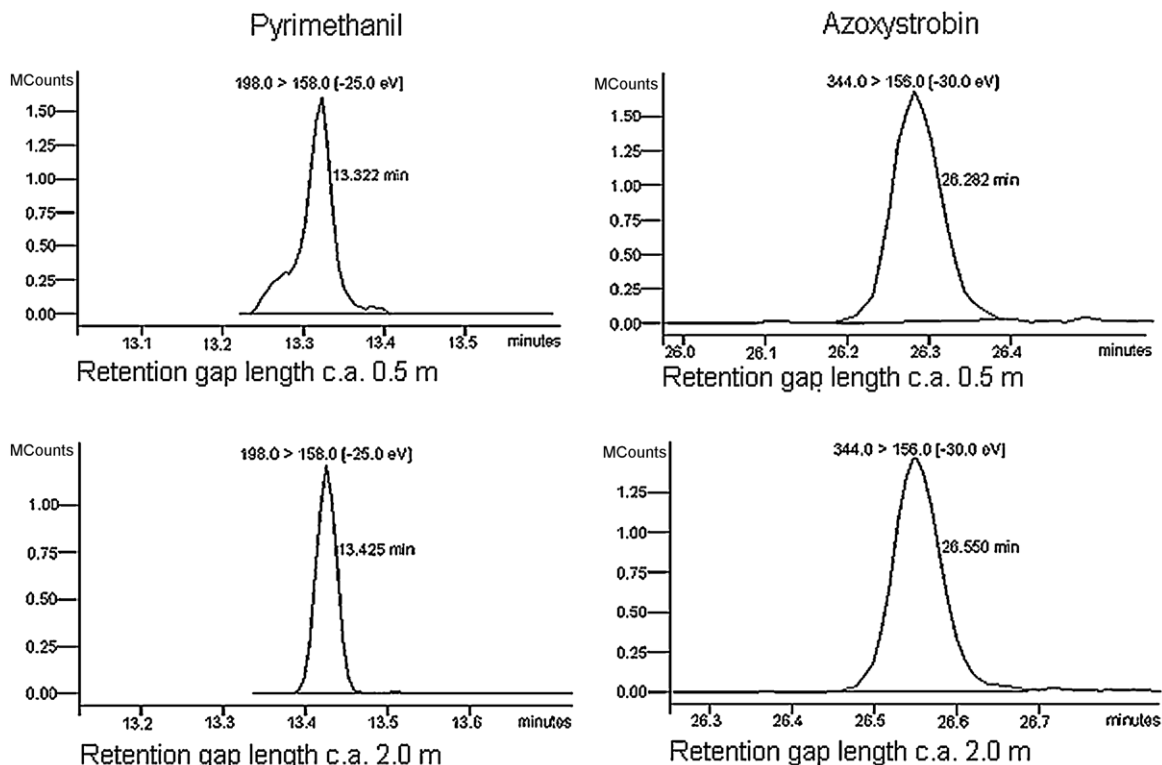 Pyrimethanil
Azoxystrobin
MCounts
198.0 > 158.0 [-25.0 eV]
1.50
1.25
1.00
0.75
0.50
0.25
0.00
13.322 min
13.1
13.2
13.3
13.4
13.5
minutes
Retention gap length c.a. 0.5 m
MCounts
344.0 > 156.0 [-30.0 eV]
1.50
1.25
1.00
0.75
0.50
0.25
0.00
26.282 min
26.0
26.1
26.2
26.3
26.4
minutes
Retention gap length c.a. 0.5 m
MCounts
198.0 > 158.0 [-25.0 eV]
1.00
0.75
0.50
0.25
0.00
13.425 min
13.2
13.3
13.4
13.5
13.6
minutes
Retention gap length c.a. 2.0 m
MCounts
344.0 > 156.0 [-30.0 eV]
1.25
1.00
0.75
0.50
0.25
0.00
26.550 min
26.3
26.4
26.5
26.6
26.7
minutes
Retention gap length c.a. 2.0 m